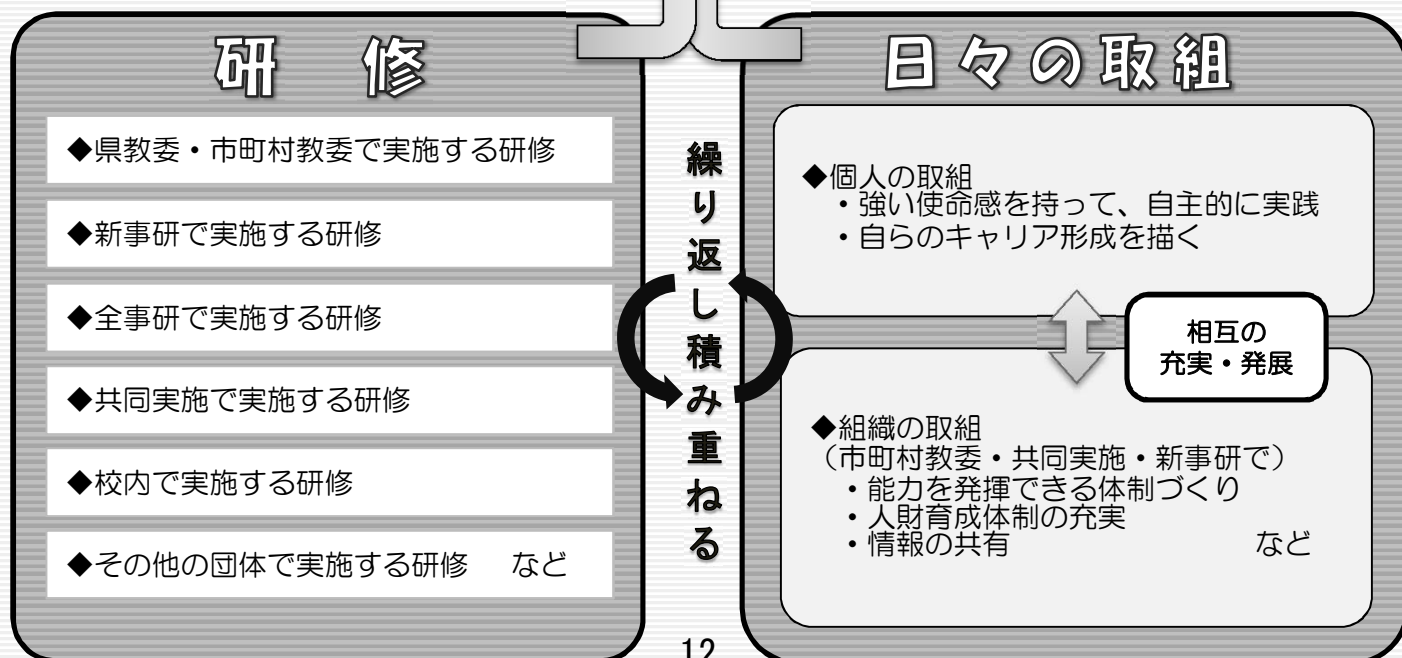 研 修
◆県教委・市町村教委で実施する研修
◆新事研で実施する研修
◆全事研で実施する研修
◆共同実施で実施する研修
◆校内で実施する研修
◆その他の団体で実施する研修 など
繰り返し積み重ねる
日々の取組
◆個人の取組
・強い使命感を持って、自主的に実践
・自らのキャリア形成を描く
相互の
充実・発展
◆組織の取組
（市町村教委・共同実施・新事研で）
・能力を発揮できる体制づくり
・人財育成体制の充実
・情報の共有 など
12